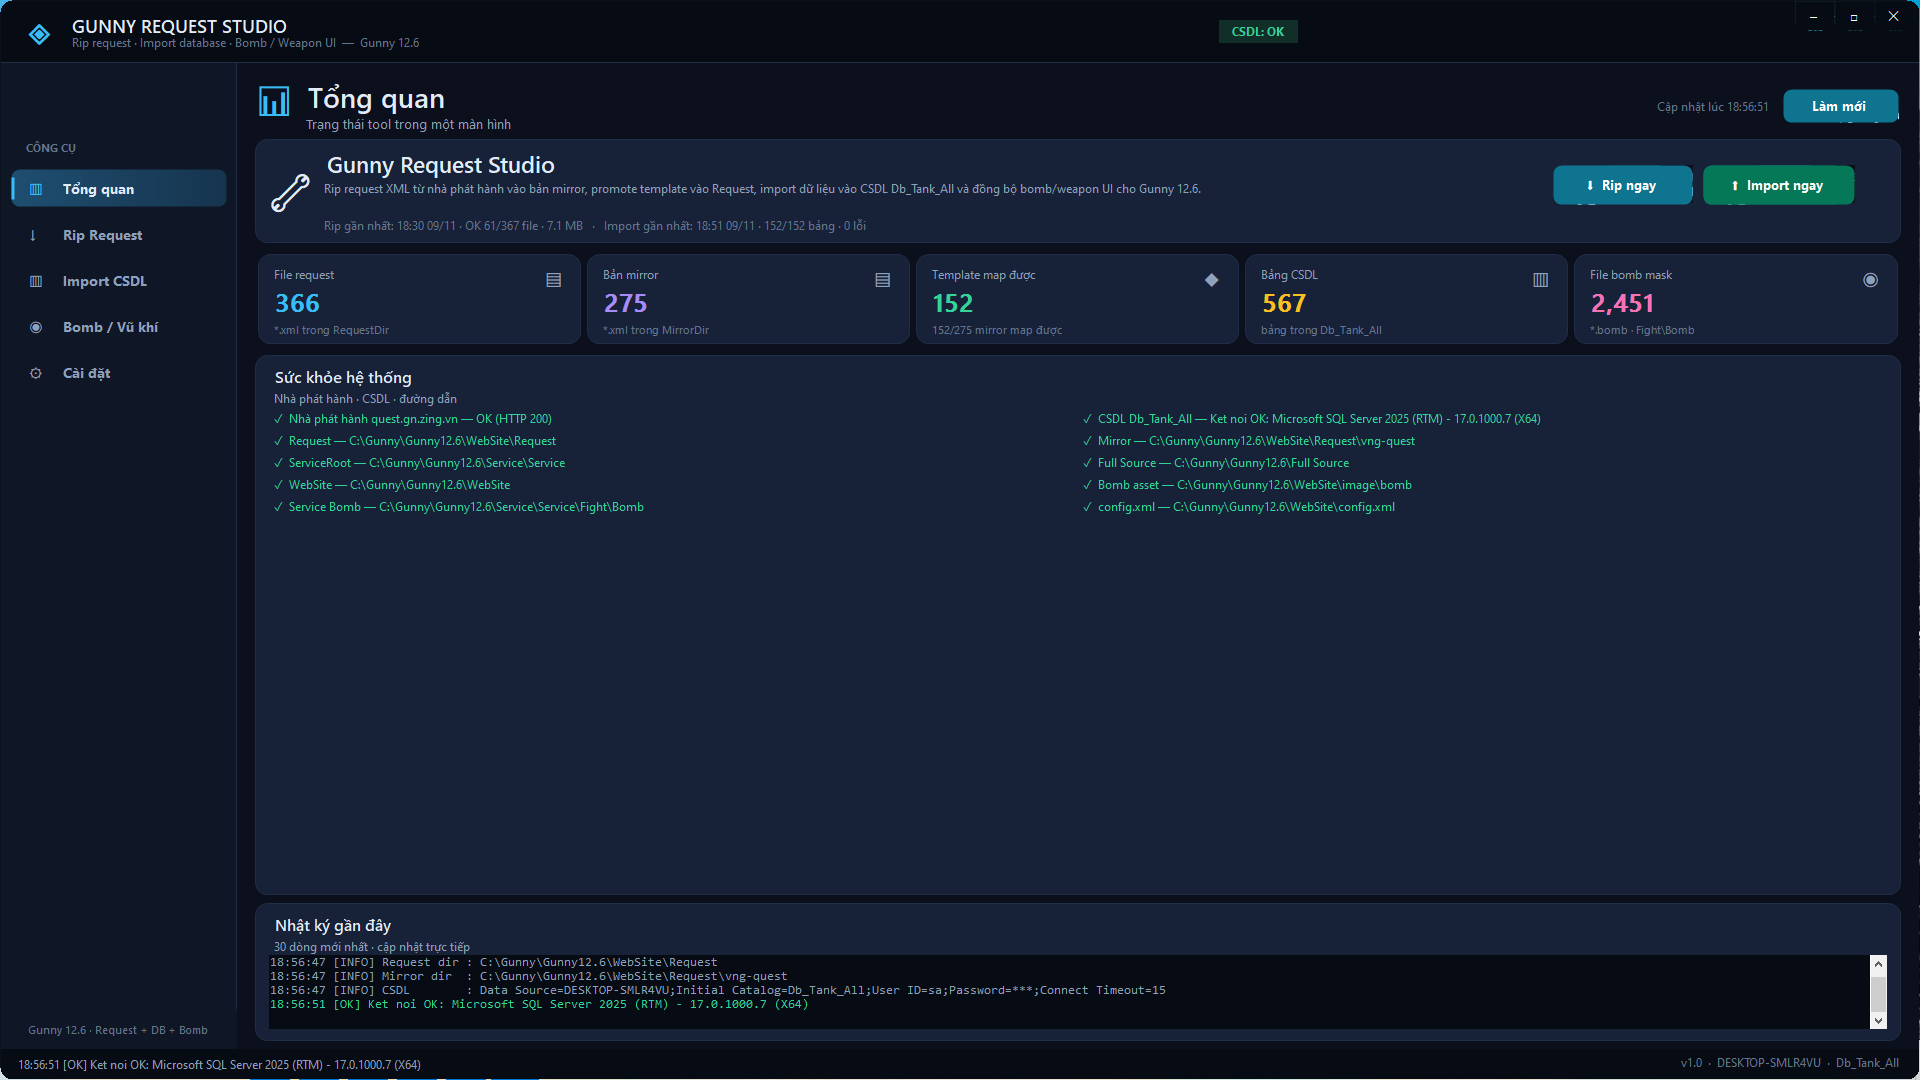 GUNNY REQUEST STUDIO
Rip request · Import database · Bomb / Weapon UI — Gunny 12.6
CSDL: OK
CÔNG CỤ
Tổng quan
Rip Request
Import CSDL
Bomb / Vũ khí
Cài đặt
Gunny 12.6 · Request + DB + Bomb
Tổng quan
Trạng thái tool trong một màn hình
Cập nhật lúc 18:56:51
Làm mới
Gunny Request Studio
Rip request XML từ nhà phát hành vào bản mirror, promote template vào Request, import dữ liệu vào CSDL Db_Tank_All và đồng bộ bomb/weapon UI cho Gunny 12.6.
Rip gần nhất: 18:30 09/11 · OK 61/367 file · 7.1 MB · Import gần nhất: 18:51 09/11 · 152/152 bảng · 0 lỗi
⬇ Rip ngay
⬆ Import ngay
File request
366
*.xml trong RequestDir
Bản mirror
275
*.xml trong MirrorDir
Template map được
152
152/275 mirror map được
Bảng CSDL
567
bảng trong Db_Tank_All
File bomb mask
2,451
*.bomb · Fight\Bomb
Sức khỏe hệ thống
Nhà phát hành · CSDL · đường dẫn
✓ Nhà phát hành quest.gn.zing.vn — OK (HTTP 200)
✓ CSDL Db_Tank_All — Ket noi OK: Microsoft SQL Server 2025 (RTM) - 17.0.1000.7 (X64)
✓ Request — C:\Gunny\Gunny12.6\WebSite\Request
✓ Mirror — C:\Gunny\Gunny12.6\WebSite\Request\vng-quest
✓ ServiceRoot — C:\Gunny\Gunny12.6\Service\Service
✓ Full Source — C:\Gunny\Gunny12.6\Full Source
✓ WebSite — C:\Gunny\Gunny12.6\WebSite
✓ Bomb asset — C:\Gunny\Gunny12.6\WebSite\image\bomb
✓ Service Bomb — C:\Gunny\Gunny12.6\Service\Service\Fight\Bomb
✓ config.xml — C:\Gunny\Gunny12.6\WebSite\config.xml
Nhật ký gần đây
30 dòng mới nhất · cập nhật trực tiếp
18:56:47 [INFO] Request dir : C:\Gunny\Gunny12.6\WebSite\Request
18:56:47 [INFO] Mirror dir  : C:\Gunny\Gunny12.6\WebSite\Request\vng-quest
18:56:47 [INFO] CSDL        : Data Source=DESKTOP-SMLR4VU;Initial Catalog=Db_Tank_All;User ID=sa;Password=***;Connect Timeout=15
18:56:51 [OK] Ket noi OK: Microsoft SQL Server 2025 (RTM) - 17.0.1000.7 (X64)
18:56:51 [OK] Ket noi OK: Microsoft SQL Server 2025 (RTM) - 17.0.1000.7 (X64)
v1.0 · DESKTOP-SMLR4VU · Db_Tank_All